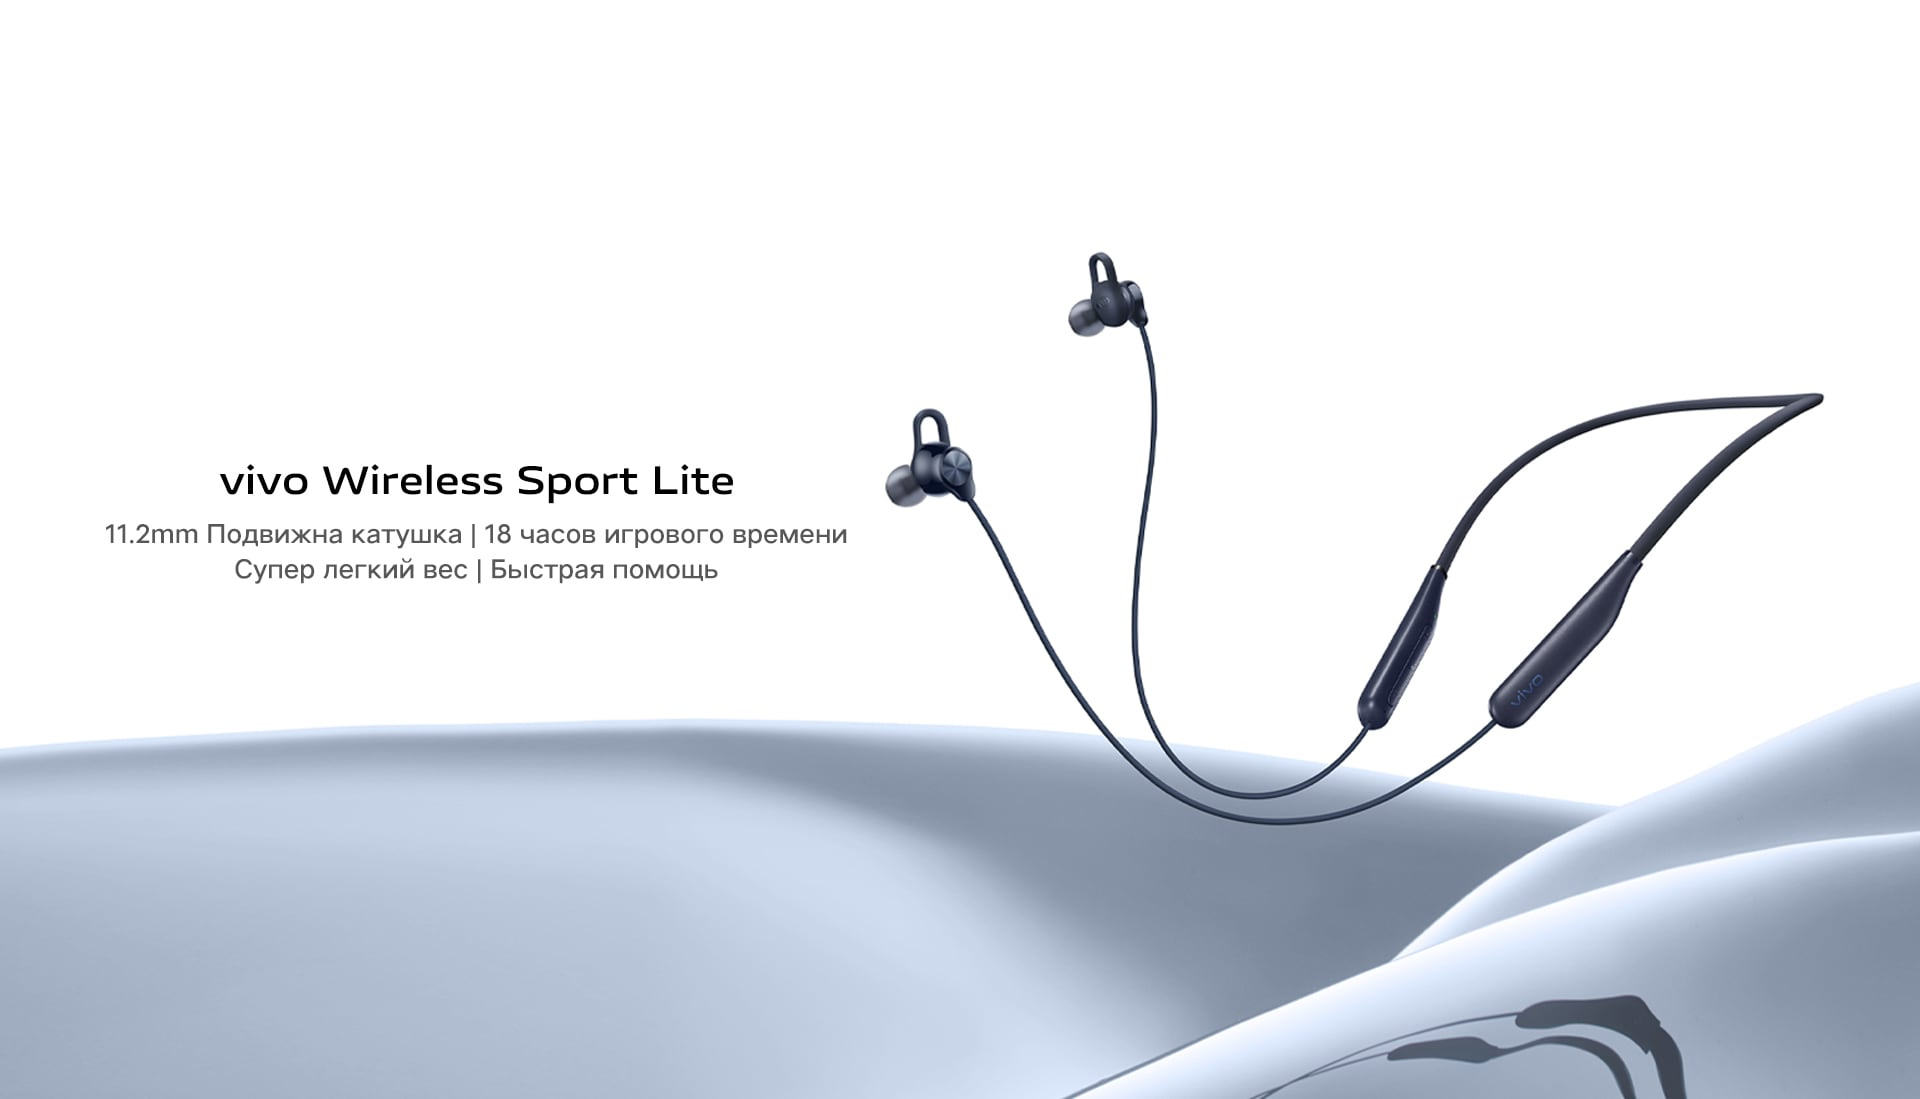 vivo Wireless Sport Lite
11.2mm Подвижна катушка | 18 часов игрового времени
Супер легкий вес | Быстрая помощь
vivo